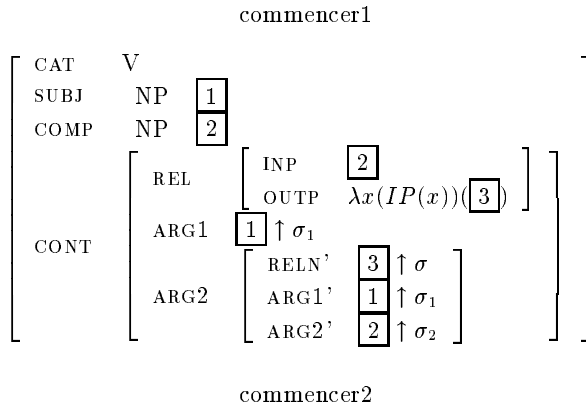 commencer1
CAT V
SUBJ NP 1
COMP NP 2
CONT
REL
INP 2
OUTP λx(IP(x))(3)
ARG1 1 ↑ σ₁
ARG2
RELN' 3 ↑ σ
ARG1' 1 ↑ σ₁
ARG2' 2 ↑ σ₂
commencer2